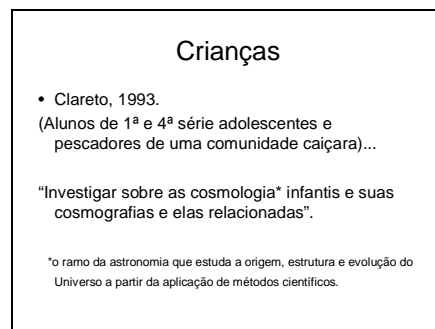 Crianças
• Clareto, 1993.
(Alunos de 1ª e 4ª série adolescentes e
pescadores de uma comunidade caiçara)...
“Investigar sobre as cosmologia* infantis e suas
cosmografias e elas relacionadas”.
*o ramo da astronomia que estuda a origem, estrutura e evolução do
Universo a partir da aplicação de métodos científicos.